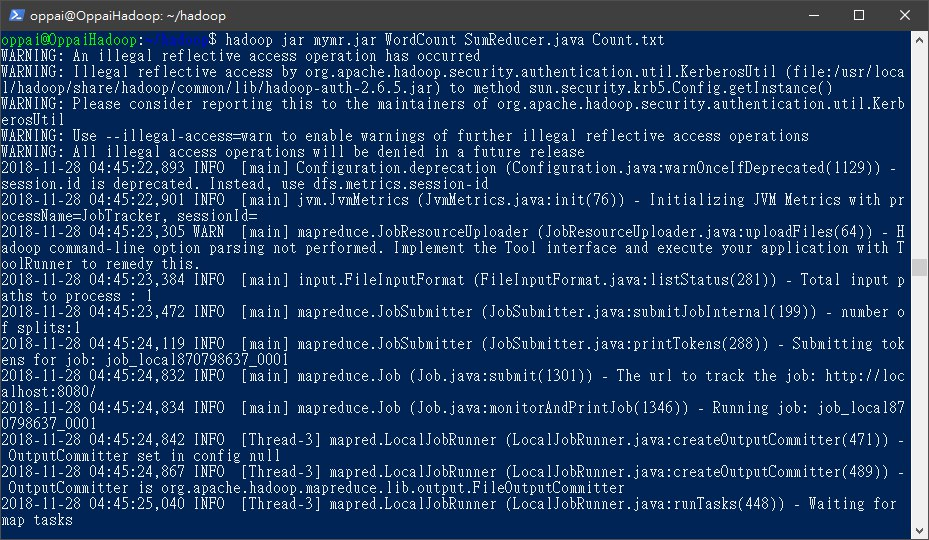 oppai@OppaiHadoop: ~/hadoop
oppai@OppaiHadoop:~/hadoop$ hadoop jar mymr.jar WordCount SumReducer.java Count.txt
WARNING: An illegal reflective access operation has occurred
WARNING: Illegal reflective access by org.apache.hadoop.security.authentication.util.KerberosUtil (file:/usr/loca
l/hadoop/share/hadoop/common/lib/hadoop-auth-2.6.5.jar) to method sun.security.krb5.Config.getInstance()
WARNING: Please consider reporting this to the maintainers of org.apache.hadoop.security.authentication.util.Kerb
erosUtil
WARNING: Use --illegal-access=warn to enable warnings of further illegal reflective access operations
WARNING: All illegal access operations will be denied in a future release
2018-11-28 04:45:22,893 INFO  [main] Configuration.deprecation (Configuration.java:warnOnceIfDeprecated(1129)) -
session.id is deprecated. Instead, use dfs.metrics.session-id
2018-11-28 04:45:22,901 INFO  [main] jvm.JvmMetrics (JvmMetrics.java:init(76)) - Initializing JVM Metrics with pr
ocessName=JobTracker, sessionId=
2018-11-28 04:45:23,305 WARN  [main] mapreduce.JobResourceUploader (JobResourceUploader.java:uploadFiles(64)) - H
adoop command-line option parsing not performed. Implement the Tool interface and execute your application with T
oolRunner to remedy this.
2018-11-28 04:45:23,384 INFO  [main] input.FileInputFormat (FileInputFormat.java:listStatus(281)) - Total input p
aths to process : 1
2018-11-28 04:45:23,472 INFO  [main] mapreduce.JobSubmitter (JobSubmitter.java:submitJobInternal(199)) - number o
f splits:1
2018-11-28 04:45:24,119 INFO  [main] mapreduce.JobSubmitter (JobSubmitter.java:printTokens(288)) - Submitting tok
ens for job: job_local870798637_0001
2018-11-28 04:45:24,832 INFO  [main] mapreduce.Job (Job.java:submit(1301)) - The url to track the job: http://loc
alhost:8080/
2018-11-28 04:45:24,834 INFO  [main] mapreduce.Job (Job.java:monitorAndPrintJob(1346)) - Running job: job_local87
0798637_0001
2018-11-28 04:45:24,842 INFO  [Thread-3] mapred.LocalJobRunner (LocalJobRunner.java:createOutputCommitter(471)) -
 OutputCommitter set in config null
2018-11-28 04:45:24,867 INFO  [Thread-3] mapred.LocalJobRunner (LocalJobRunner.java:createOutputCommitter(489)) -
 OutputCommitter is org.apache.hadoop.mapreduce.lib.output.FileOutputCommitter
2018-11-28 04:45:25,040 INFO  [Thread-3] mapred.LocalJobRunner (LocalJobRunner.java:runTasks(448)) - Waiting for
map tasks